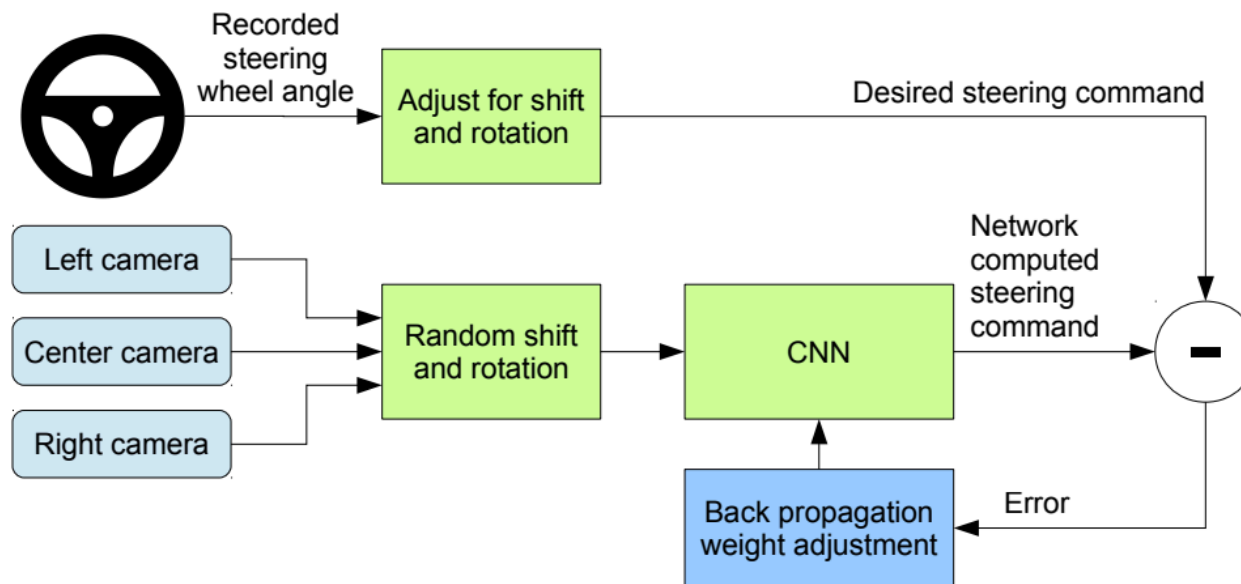 Recorded
steering
wheel angle
Adjust for shift
and rotation
Desired steering command
Left camera
Center camera
Right camera
Random shift
and rotation
CNN
Network
computed
steering
command
-
Back propagation
weight adjustment
Error